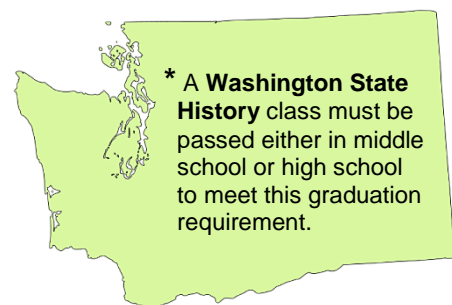 * A Washington State
History class must be
passed either in middle
school or high school
to meet this graduation
requirement.